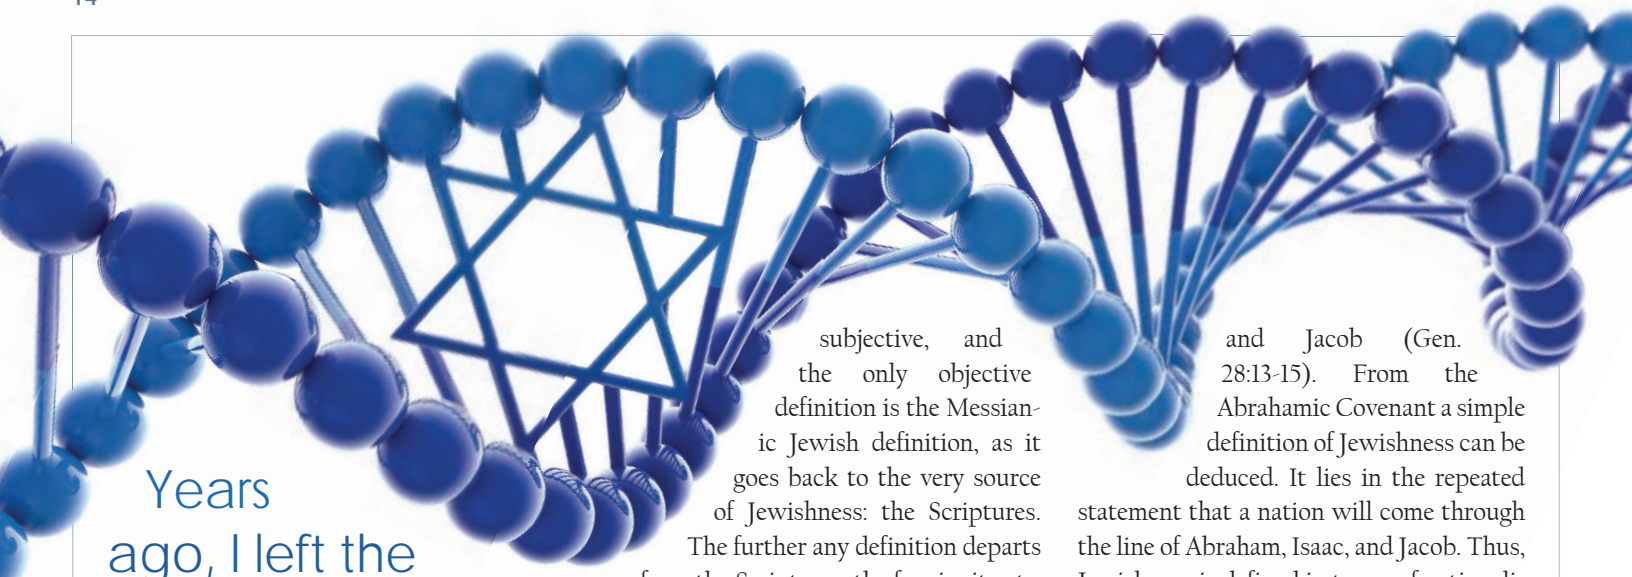 Years
ago, I left the
subjective, and
the only objective
definition is the Messian-
ic Jewish definition, as it
goes back to the very source
of Jewishness: the Scriptures.
The further any definition departs
and Jacob (Gen.
28:13-15). From the
Abrahamic Covenant a simple
definition of Jewishness can be
deduced. It lies in the repeated
statement that a nation will come through
the line of Abraham, Isaac, and Jacob. Thus,